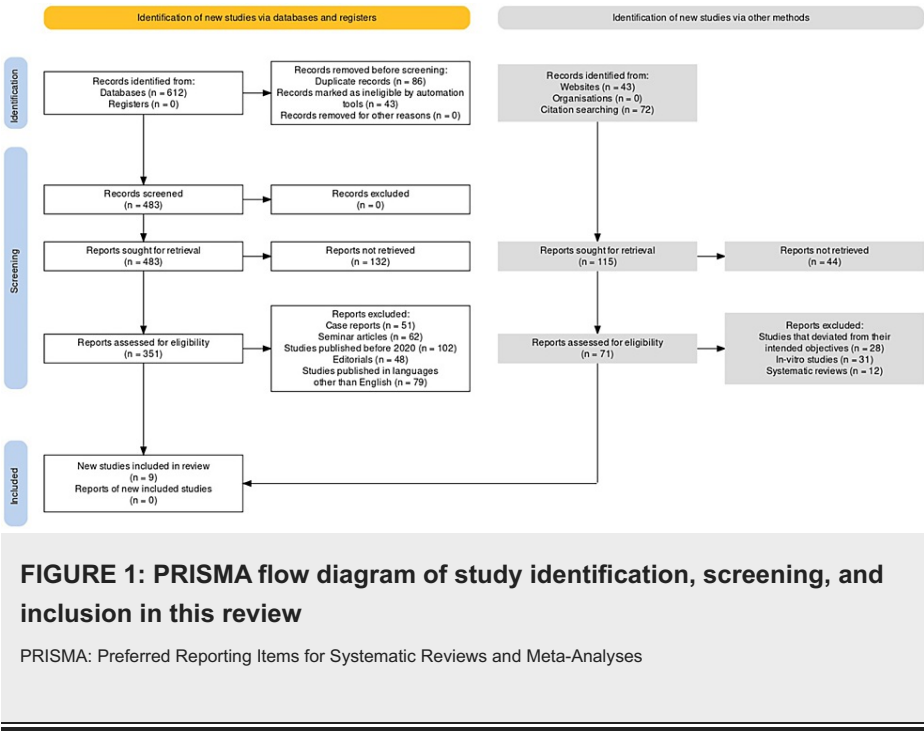 Identification of new studies via databases and registers
Identification of new studies via other methods
Identification
Records identified from:
Databases (n = 612)
Registers (n = 0)
Records removed before screening:
Duplicate records (n = 86)
Records marked as ineligible by automation
tools (n = 43)
Records removed for other reasons (n = 0)
Records identified from:
Websites (n = 43)
Organisations (n = 0)
Citation searching (n = 72)
Screening
Records screened
(n = 483)
Records excluded
(n = 0)
Reports sought for retrieval
(n = 483)
Reports not retrieved
(n = 132)
Reports sought for retrieval
(n = 115)
Reports not retrieved
(n = 44)
Reports assessed for eligibility
(n = 351)
Reports excluded:
Case reports (n = 51)
Seminar articles (n = 62)
Studies published before 2020 (n = 102)
Editorials (n = 48)
Studies published in languages
other than English (n = 79)
Reports assessed for eligibility
(n = 71)
Reports excluded:
Studies that deviated from their
intended objectives (n = 28)
In-vitro studies (n = 31)
Systematic reviews (n = 12)
Included
New studies included in review
(n = 9)
Reports of new included studies
(n = 0)
FIGURE 1: PRISMA flow diagram of study identification, screening, and
inclusion in this review
PRISMA: Preferred Reporting Items for Systematic Reviews and Meta-Analyses